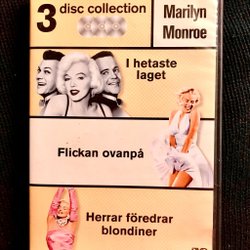 3 disc collection
Marilyn
Monroe
I hetaste
laget
Flickan ovanpå
Herrar föredrar
blondiner